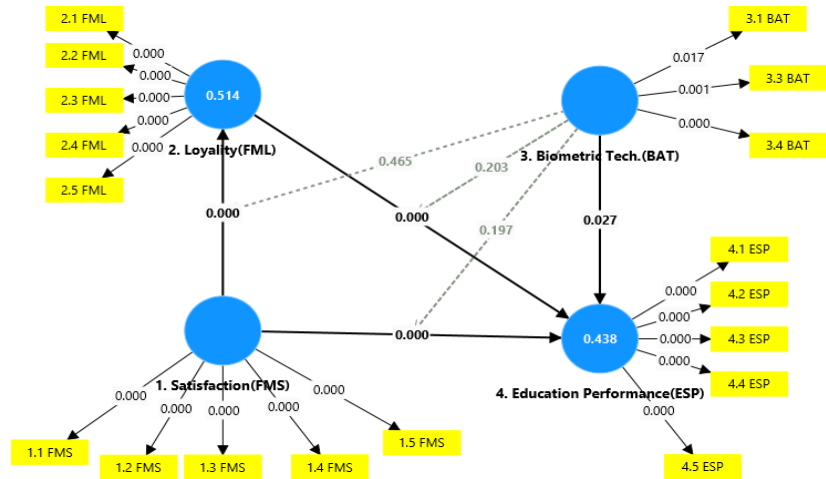 2.1 FML
2.2 FML
2.3 FML
2.4 FML
2.5 FML
0.000
0.000
0.000
0.000
0.000
0.514
2. Loyality(FML)
3.1 BAT
3.3 BAT
3.4 BAT
0.017
0.001
0.000
3. Biometric Tech.(BAT)
0.465
0.203
0.197
0.000
0.000
0.027
0.000
4.1 ESP
4.2 ESP
4.3 ESP
4.4 ESP
4.5 ESP
0.000
0.000
0.000
0.000
0.000
0.438
4. Education Performance(ESP)
1. Satisfaction(FMS)
0.000
0.000
0.000
0.000
0.000
1.1 FMS
1.2 FMS
1.3 FMS
1.4 FMS
1.5 FMS